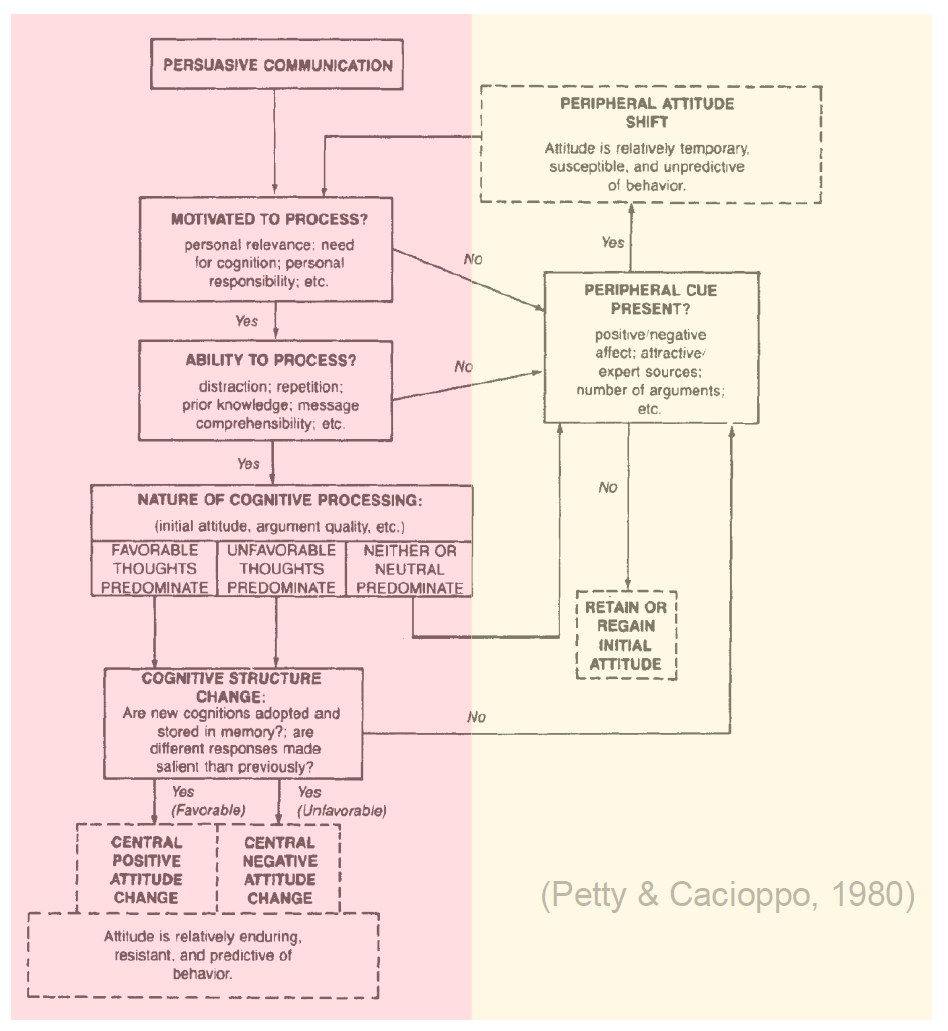 PERSUASIVE COMMUNICATION
PERIPHERAL ATTITUDE
SHIFT
Attitude is relatively temporary,
susceptible, and unpredictive
of behavior.
MOTIVATED TO PROCESS?
personal relevance; need
for cognition; personal
responsibility; etc.
No
Yes
Yes
PERIPHERAL CUE
PRESENT?
positive/negative
affect; attractive/
expert sources;
number of arguments;
etc.
ABILITY TO PROCESS?
distraction; repetition;
prior knowledge; message
comprehensibility; etc.
No
Yes
No
NATURE OF COGNITIVE PROCESSING:
(initial attitude, argument quality, etc.)
FAVORABLE
THOUGHTS
PREDOMINATE
UNFAVORABLE
THOUGHTS
PREDOMINATE
NEITHER OR
NEUTRAL
PREDOMINATE
RETAIN OR
REGAIN
INITIAL
ATTITUDE
COGNITIVE STRUCTURE
CHANGE:
Are new cognitions adopted and
stored in memory?; are
different responses made
salient than previously?
No
Yes
(Favorable)
Yes
(Unfavorable)
CENTRAL
POSITIVE
ATTITUDE
CHANGE
CENTRAL
NEGATIVE
ATTITUDE
CHANGE
Attitude is relatively enduring,
resistant, and predictive of
behavior.
(Petty & Cacioppo, 1980)